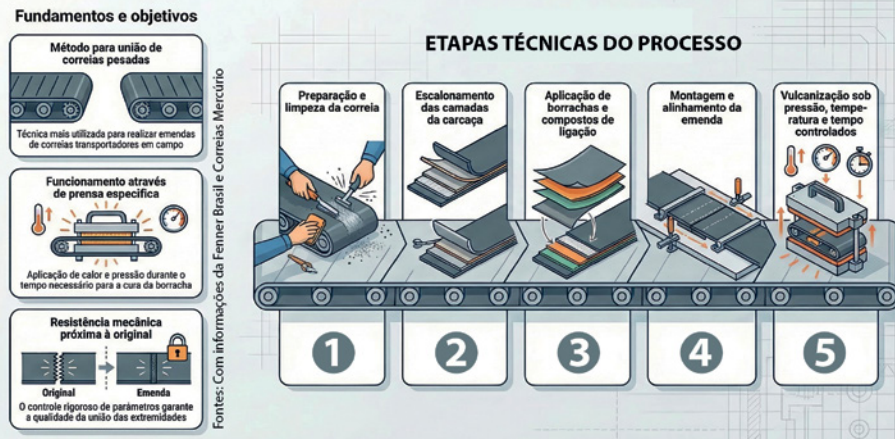 Fundamentos e objetivos
Método para união de
correias pesadas
Técnica mais utilizada para realizar emendas
de correias transportadores em campo
Funcionamento através
de prensa especifica
Aplicação de calor e pressão durante o
tempo necessário para a cura da borracha
Resistência mecânica
próxima à original
Original
Emenda
O controle rigoroso de parámetros garante
a qualidade da união das extremidades
Fontes: Com informações da Fenner Brasil e Correias Mercúrio
ETAPAS TÉCNICAS DO PROCESSO
Preparação e
limpeza da correia
1
Escalonamento
das camadas
da carcaça
2
Aplicação de
borrachas e
compostos de
ligação
3
Montagem e
alinhamento da
emenda
4
Vulcanização sob
pressão, tempe-
ratura e tempo
controlados
5